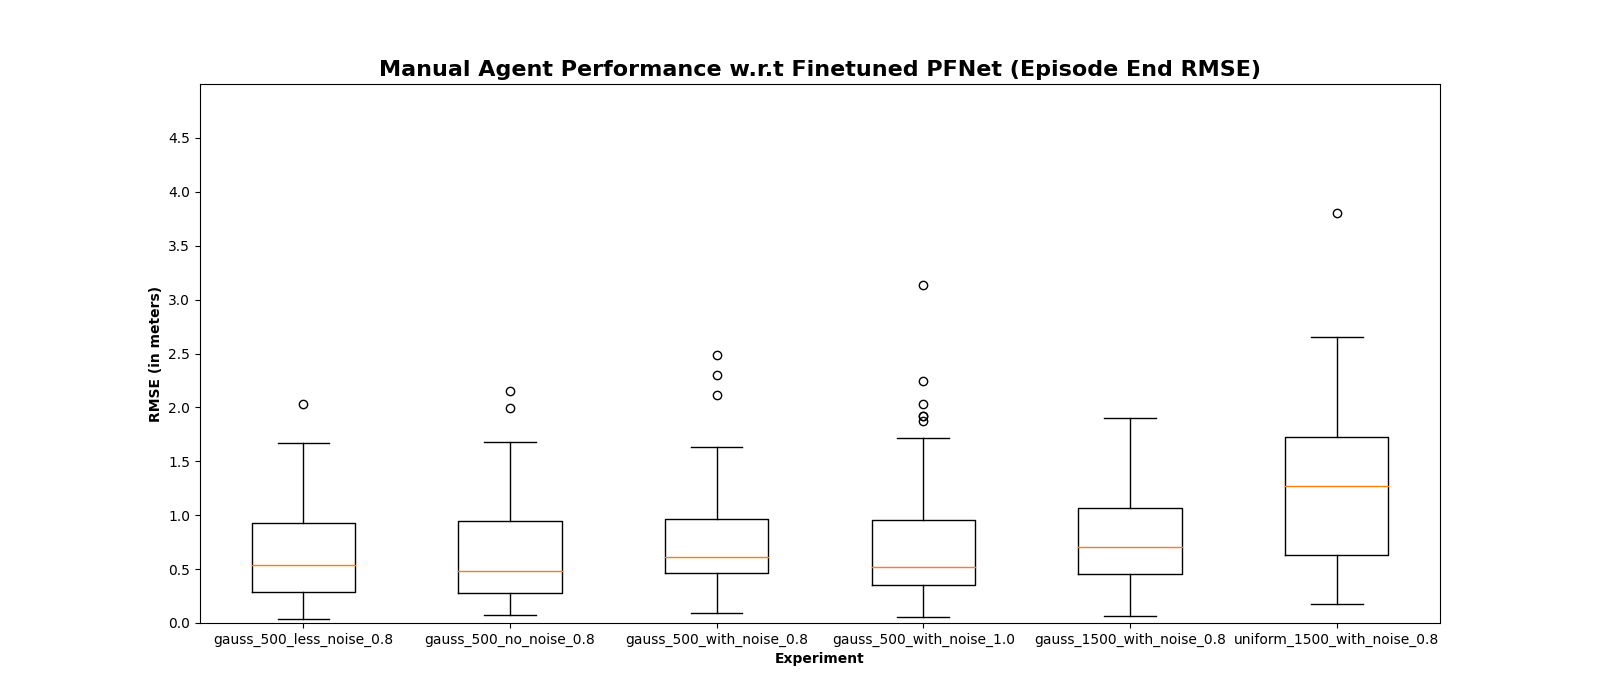 Manual Agent Performance w.r.t Finetuned PFNet (Episode End RMSE)
4.5
4.0
3.5
3.0
2.5
2.0
1.5
1.0
0.5
0.0
RMSE (in meters)
gauss_500_less_noise_0.8 gauss_500_no_noise_0.8 gauss_500_with_noise_0.8 gauss_500_with_noise_1.0 gauss_1500_with_noise_0.8 uniform_1500_with_noise_0.8
Experiment